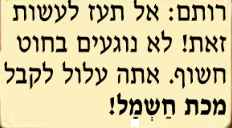 רותם: אל תעז לעשות
זאת! לא נוגעים בחוט
חשוף. אתה עלול לקבל
מכת חַשְמַל!